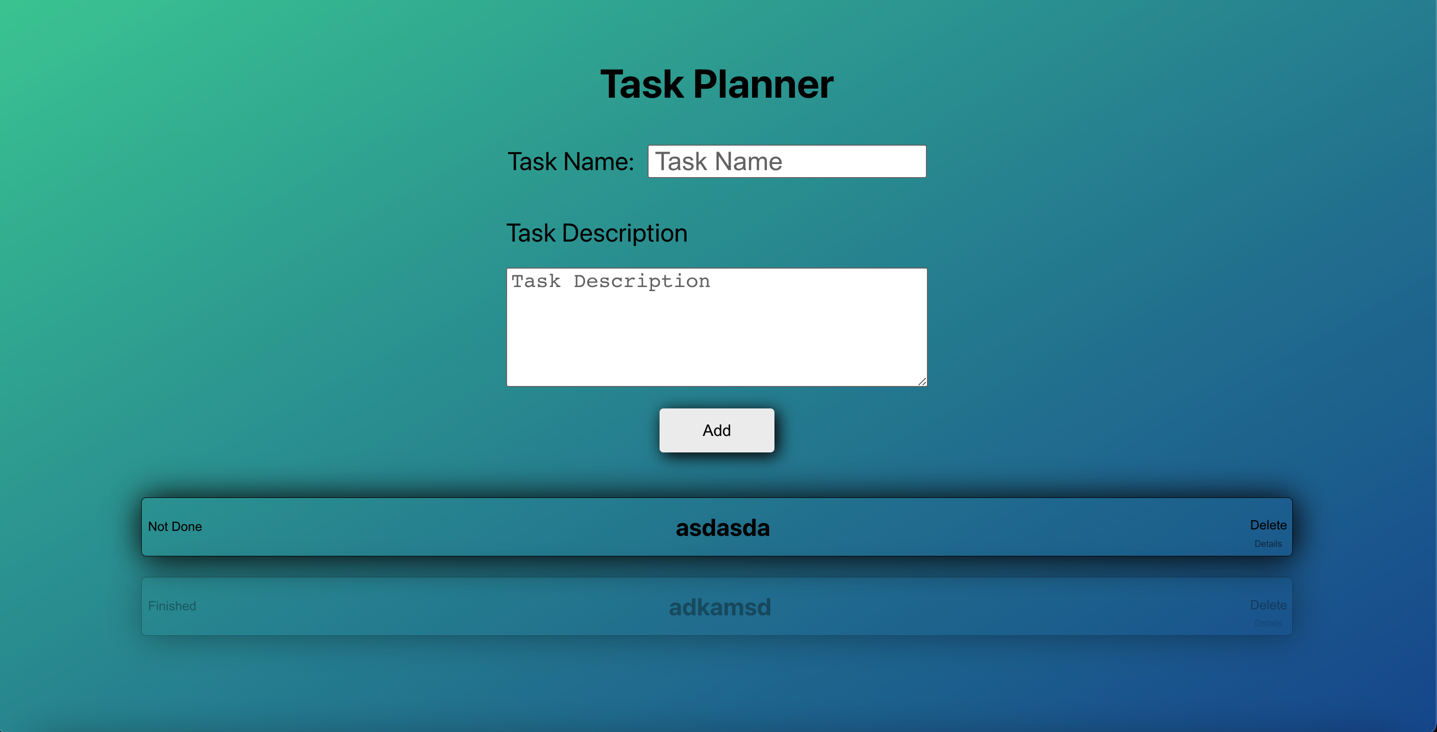 Task Planner
Task Name: Task Name
Task Description
Task Description
Add
Not Done asdasda Delete
Details
Finished adkamsd Delete
Details